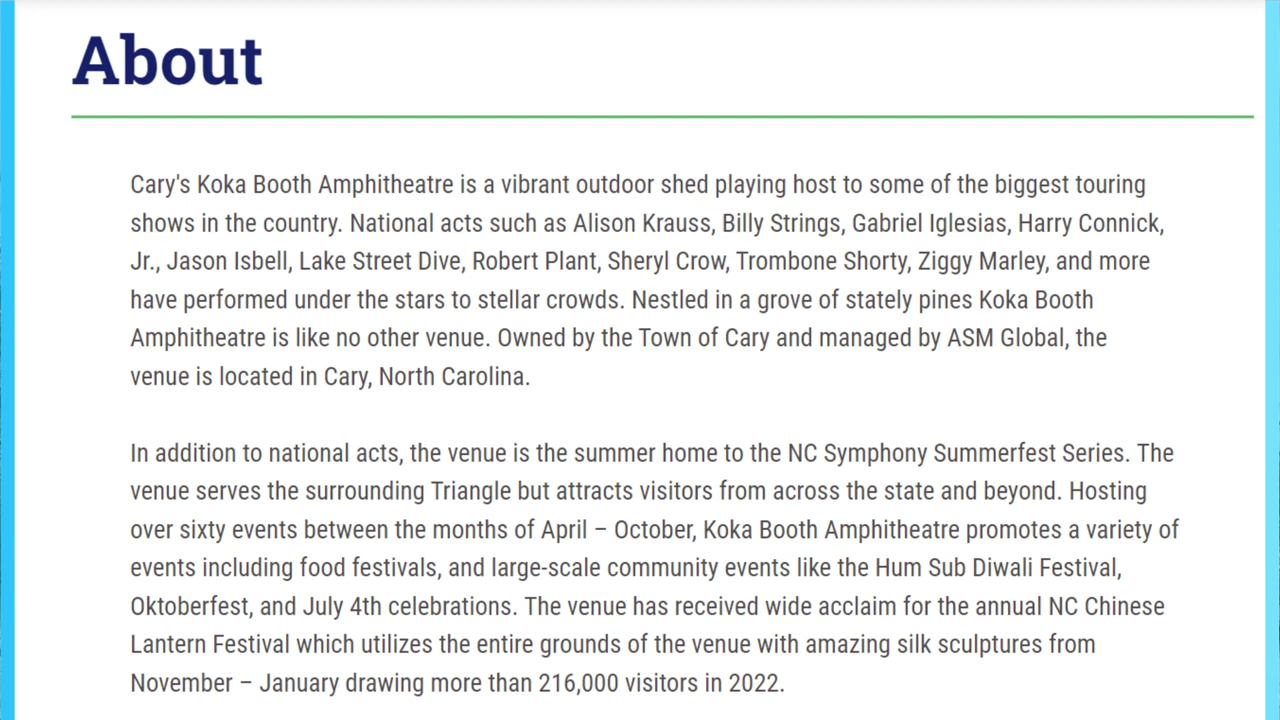 About
Cary's Koka Booth Amphitheatre is a vibrant outdoor shed playing host to some of the biggest touring
shows in the country. National acts such as Alison Krauss, Billy Strings, Gabriel Iglesias, Harry Connick,
Jr., Jason Isbell, Lake Street Dive, Robert Plant, Sheryl Crow, Trombone Shorty, Ziggy Marley, and more
have performed under the stars to stellar crowds. Nestled in a grove of stately pines Koka Booth
Amphitheatre is like no other venue. Owned by the Town of Cary and managed by ASM Global, the
venue is located in Cary, North Carolina.
In addition to national acts, the venue is the summer home to the NC Symphony Summerfest Series. The
venue serves the surrounding Triangle but attracts visitors from across the state and beyond. Hosting
over sixty events between the months of April – October, Koka Booth Amphitheatre promotes a variety of
events including food festivals, and large-scale community events like the Hum Sub Diwali Festival,
Oktoberfest, and July 4th celebrations. The venue has received wide acclaim for the annual NC Chinese
Lantern Festival which utilizes the entire grounds of the venue with amazing silk sculptures from
November – January drawing more than 216,000 visitors in 2022.